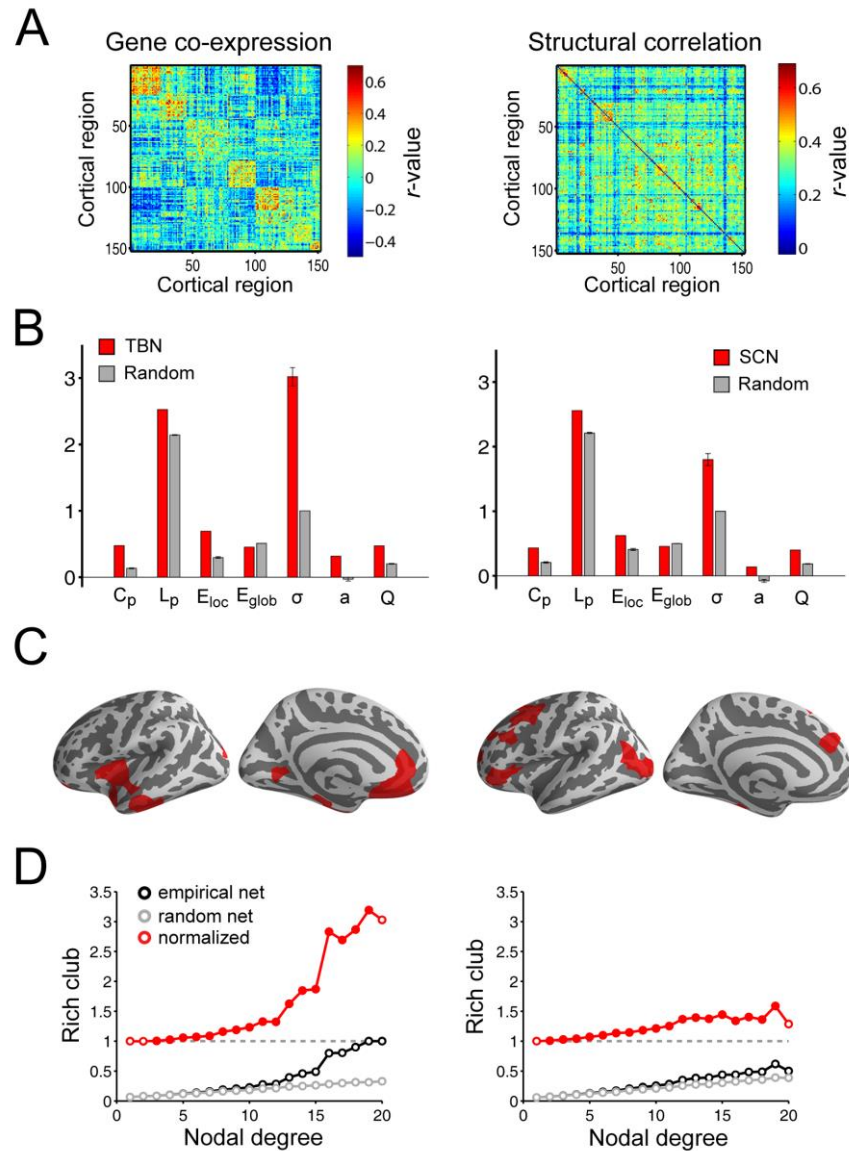 A
Gene co-expression
Structural correlation
Cortical region
50
100
150
50 100 150
Cortical region
0.6
0.4
0.2
0
−0.2
−0.4
r-value
Cortical region
50
100
150
50 100 150
Cortical region
0.6
0.4
0.2
0
r-value
B
TBN
Random
3
2
1
0
Cp Lp Eloc Eglob σ a Q
SCN
Random
3
2
1
0
Cp Lp Eloc Eglob σ a Q
C
D
Rich club
3.5
3
2.5
2
1.5
1
0.5
0
empirical net
random net
normalized
0 5 10 15 20
Nodal degree
Rich club
3.5
3
2.5
2
1.5
1
0.5
0
0 5 10 15 20
Nodal degree